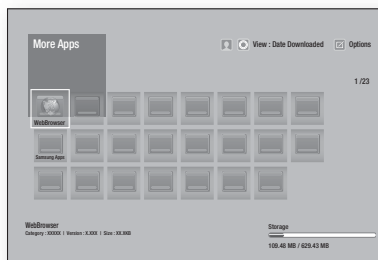 More Apps
View : Date Downloaded
Options
1 /23
WebBrowser
Samsung Apps
WebBrowser
Category : XXXXX I Version : X.XXX I Size : XX.XKB
Storage
109.48 MB / 629.43 MB